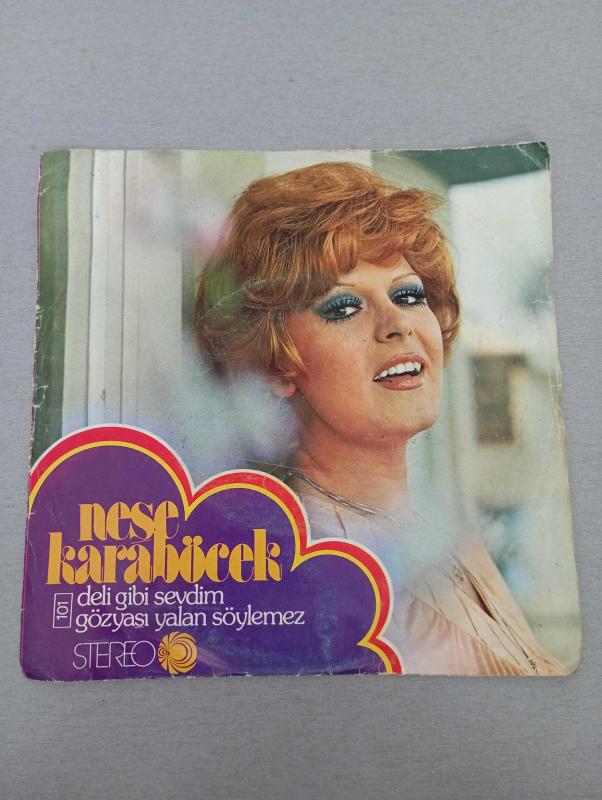 neşe
karaböcek
101
deli gibi sevdim
gözyaşı yalan söylemez
STEREO